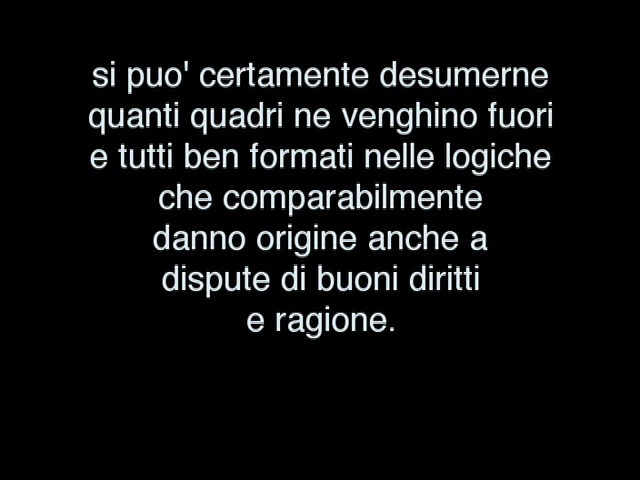 si puo' certamente desumerne
quanti quadri ne venghino fuori
e tutti ben formati nelle logiche
che comparabilmente
danno origine anche a
dispute di buoni diritti
e ragione.